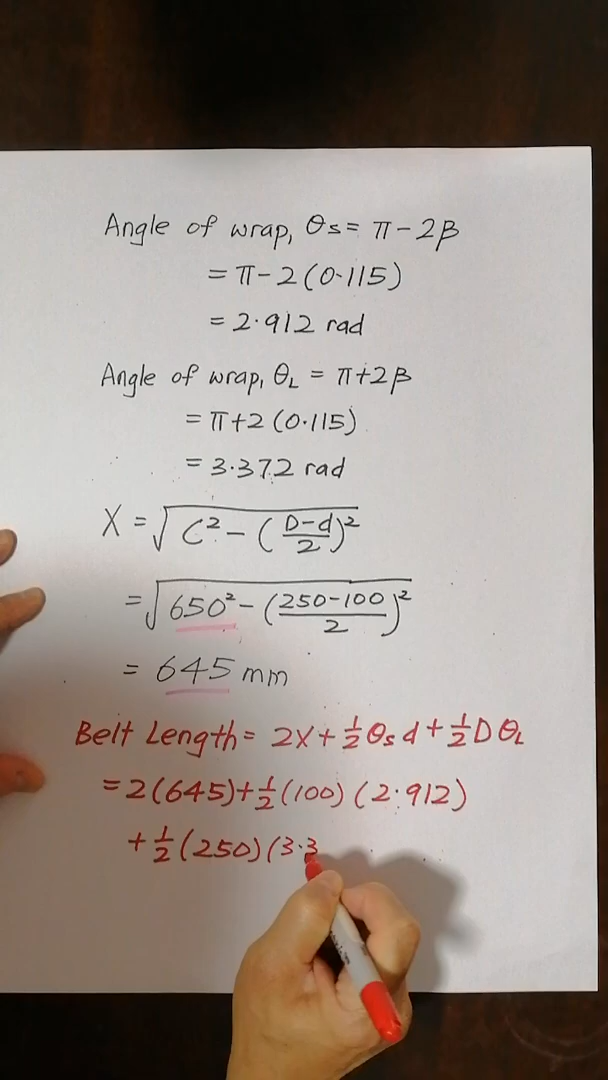 Angle of wrap, θs = π - 2β
= π - 2(0·115)
= 2·912 rad
Angle of wrap, θL = π+2β
= π+2(0·115)
= 3·372 rad
X = √(C² - ((D-d)/2)²)
= √(650² - ((250-100)/2)²)
= 645 mm
Belt Length = 2X + ½θs d + ½DθL
= 2(645)+½(100)(2·912)
+½(250)(3·3